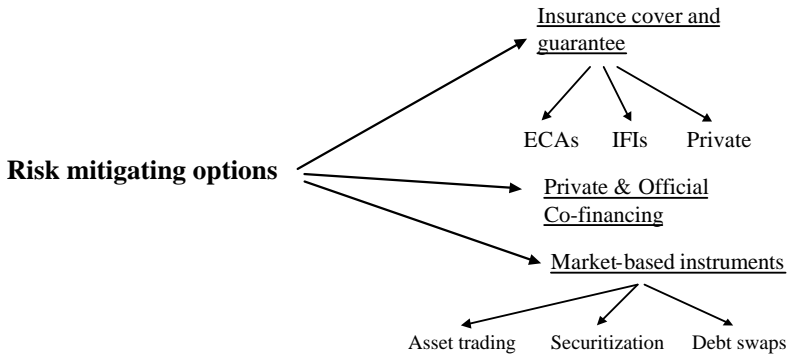 Insurance cover and
guarantee
ECAs IFIs Private
Risk mitigating options
Private & Official
Co-financing
Market-based instruments
Asset trading Securitization Debt swaps